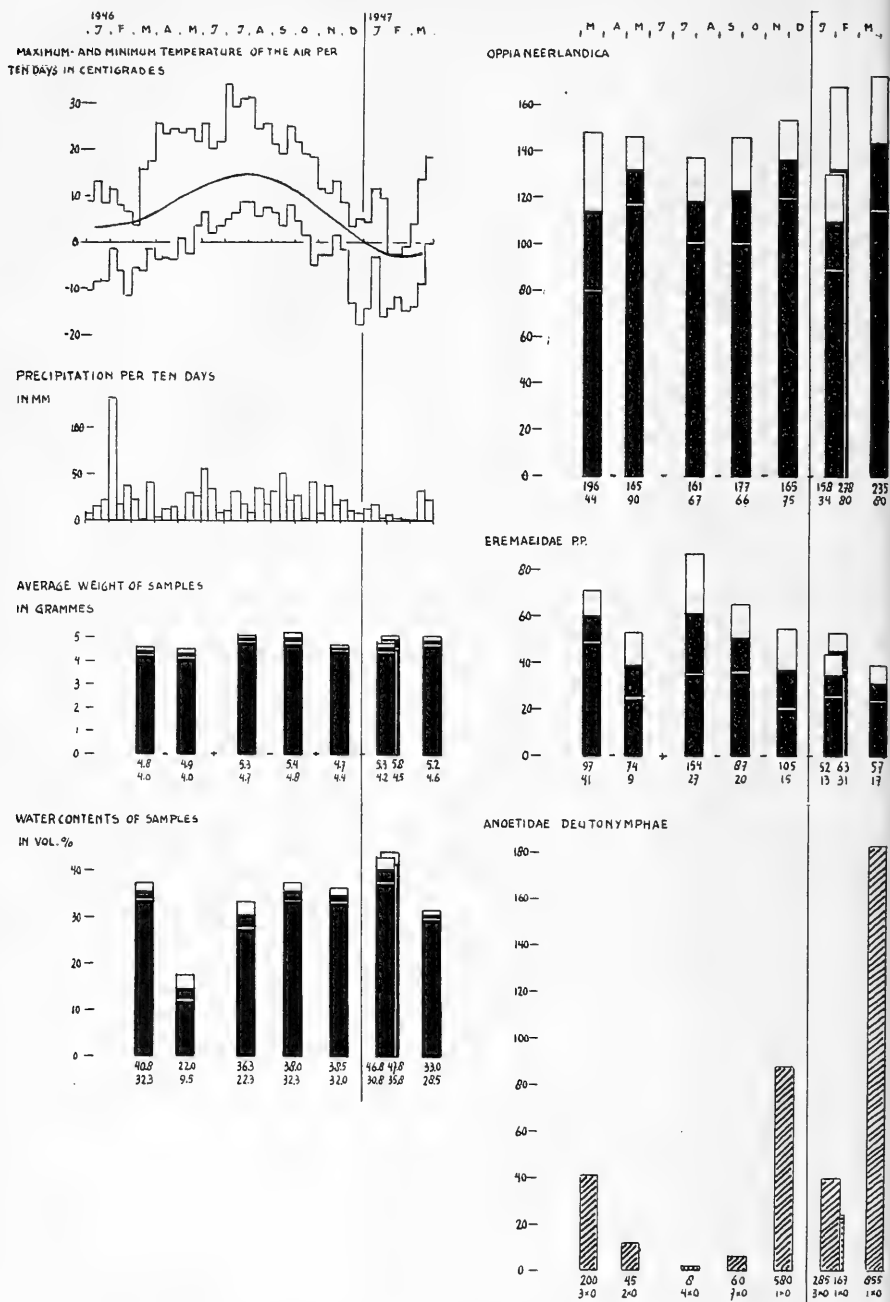 1946 1947
J F M A M J J A S O N D J F M
MAXIMUM- AND MINIMUM TEMPERATURE OF THE AIR PER
TEN DAYS IN CENTIGRADES
30
20
10
0
-10
-20
PRECIPITATION PER TEN DAYS
IN MM
100
50
0
AVERAGE WEIGHT OF SAMPLES
IN GRAMMES
5
4
3
2
1
0
4.8 4.9 5.3 5.4 4.7 5.3 5.8 5.2
4.0 4.0 4.7 4.8 4.4 4.2 4.5 4.6
WATER CONTENTS OF SAMPLES
IN VOL.%
40
30
20
10
0
40.8 22.0 36.3 38.0 38.5 46.8 47.8 33.0
32.3 9.5 22.3 32.3 32.0 30.8 35.8 28.5
M A M J J A S O N D J F M
OPPIA NEERLANDICA
160
140
120
100
80
60
40
20
0
196 165 161 177 165 158 278 235
44 90 67 66 75 34 80 80
EREMAEIDAE P.P.
80
60
40
20
0
97 74 154 87 105 52 63 57
41 9 27 20 15 13 31 17
ANOETIDAE DEUTONYMPHAE
180
160
140
120
100
80
60
40
20
0
200 45 8 60 580 285 167 855
3×0 2×0 4×0 7×0 1×0 3×0 1×0 1×0